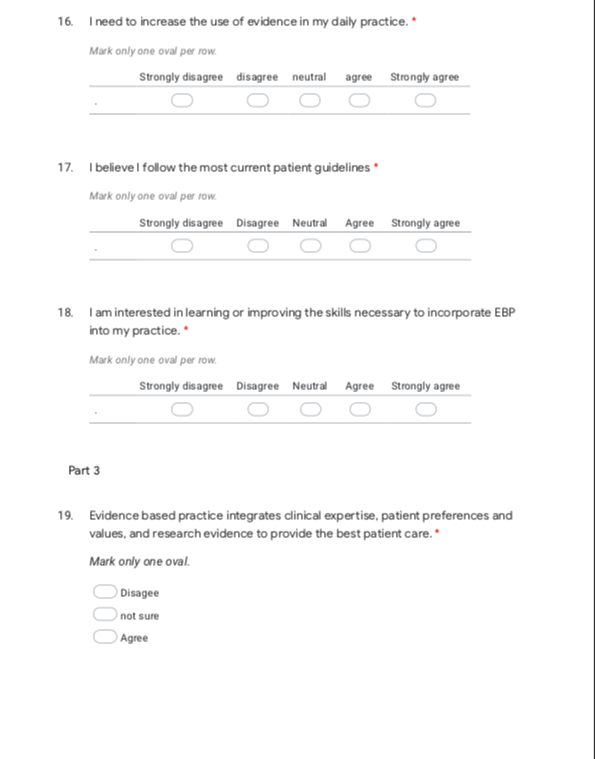 16. I need to increase the use of evidence in my daily practice. *
Mark only one oval per row.
Strongly disagree disagree neutral agree Strongly agree
.
17. I believe I follow the most current patient guidelines *
Mark only one oval per row.
Strongly disagree Disagree Neutral Agree Strongly agree
.
18. I am interested in learning or improving the skills necessary to incorporate EBP
into my practice. *
Mark only one oval per row.
Strongly disagree Disagree Neutral Agree Strongly agree
.
Part 3
19. Evidence based practice integrates clinical expertise, patient preferences and
values, and research evidence to provide the best patient care. *
Mark only one oval.
Disagee
not sure
Agree